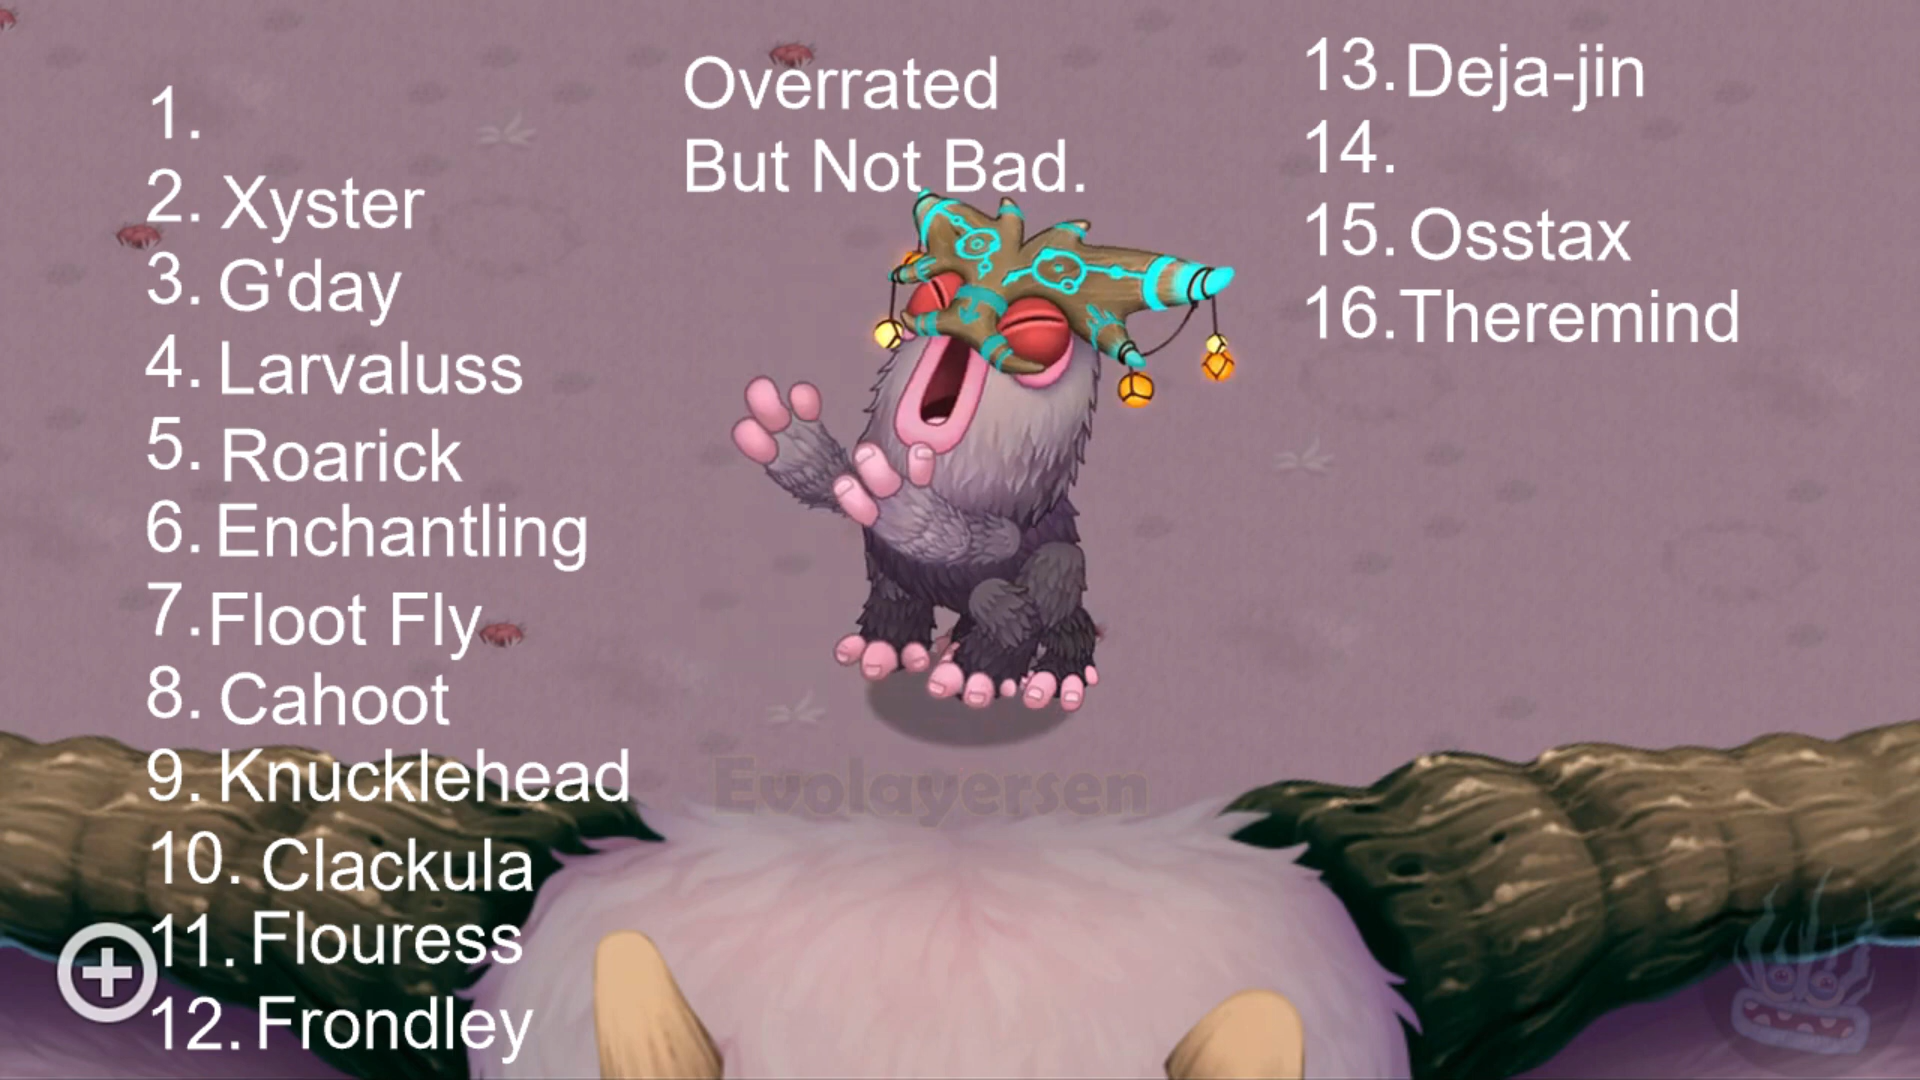 1.
2. Xyster
3. G'day
4. Larvaluss
5. Roarick
6. Enchantling
7. Floot Fly
8. Cahoot
9. Knucklehead
10. Clackula
11. Flouress
12. Frondley
Overrated
But Not Bad.
13. Deja-jin
14.
15. Osstax
16. Theremind
Evolayersen